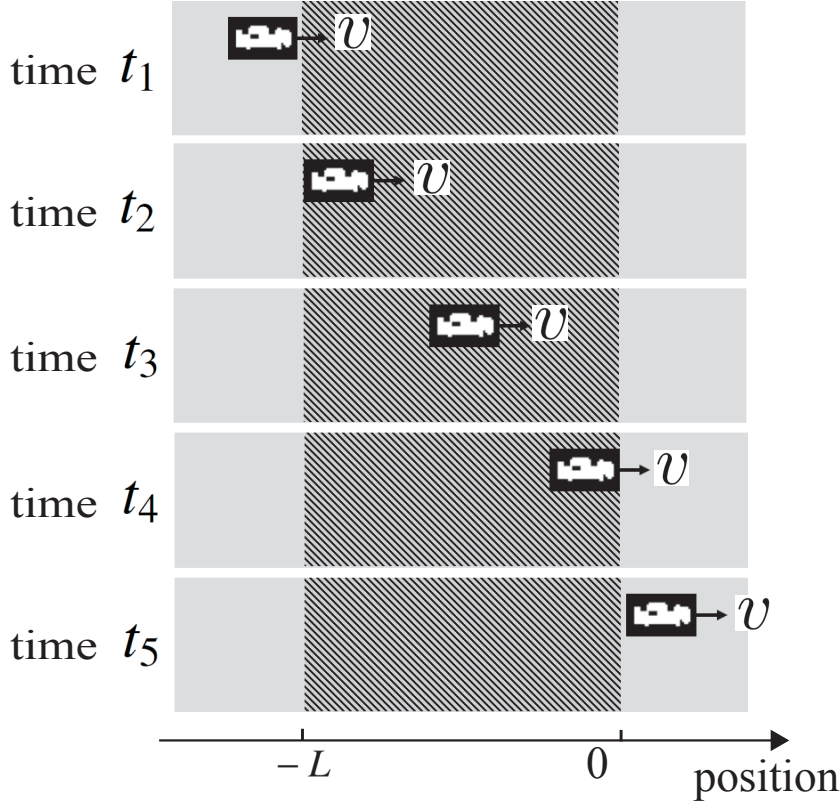 time t₁ v
time t₂ v
time t₃ v
time t₄ v
time t₅ v
− L 0 position